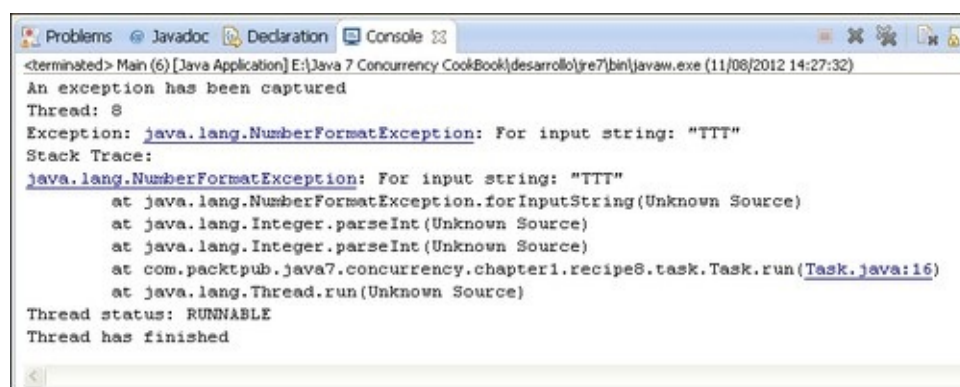 Problems @ Javadoc Declaration Console
<terminated> Main (6) [Java Application] E:\Java 7 Concurrency CookBook\desarrollo\jre7\bin\javaw.exe (11/08/2012 14:27:32)
An exception has been captured
Thread: 8
Exception: java.lang.NumberFormatException: For input string: "TTT"
Stack Trace:
java.lang.NumberFormatException: For input string: "TTT"
at java.lang.NumberFormatException.forInputString(Unknown Source)
at java.lang.Integer.parseInt(Unknown Source)
at java.lang.Integer.parseInt(Unknown Source)
at com.packtpub.java7.concurrency.chapter1.recipe8.task.Task.run(Task.java:16)
at java.lang.Thread.run(Unknown Source)
Thread status: RUNNABLE
Thread has finished